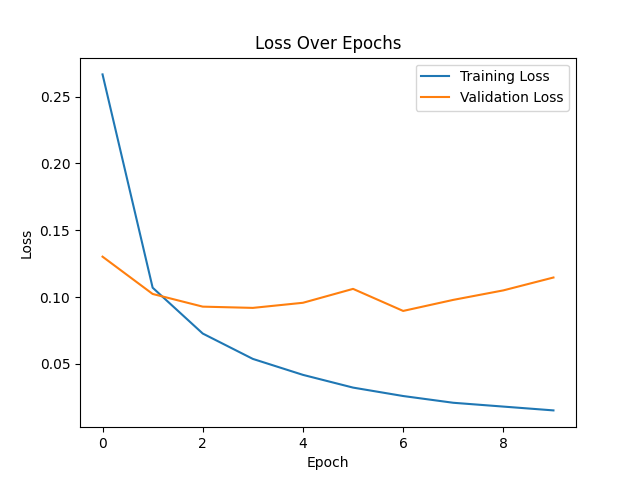 Loss Over Epochs
Training Loss
Validation Loss
0.25
0.20
0.15
0.10
0.05
Loss
0 2 4 6 8
Epoch